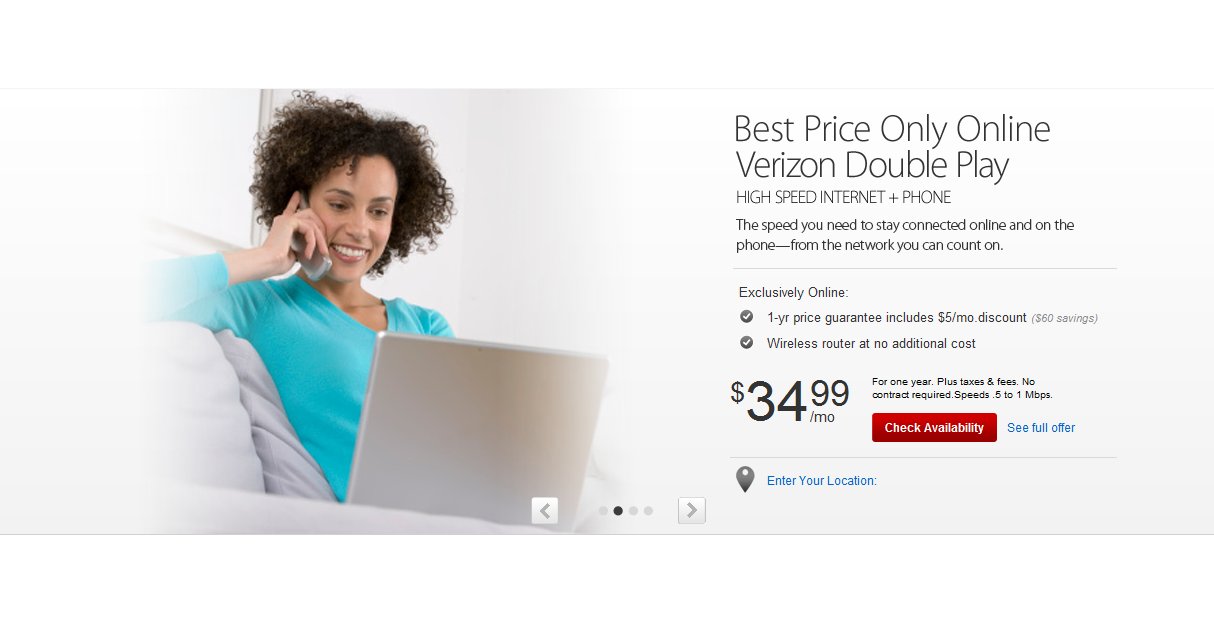 Best Price Only Online
Verizon Double Play
HIGH SPEED INTERNET + PHONE
The speed you need to stay connected online and on the
phone—from the network you can count on.
Exclusively Online:
1-yr price guarantee includes $5/mo.discount ($60 savings)
Wireless router at no additional cost
$34.99
/mo
For one year. Plus taxes & fees. No
contract required.Speeds .5 to 1 Mbps.
Check Availability
See full offer
Enter Your Location: